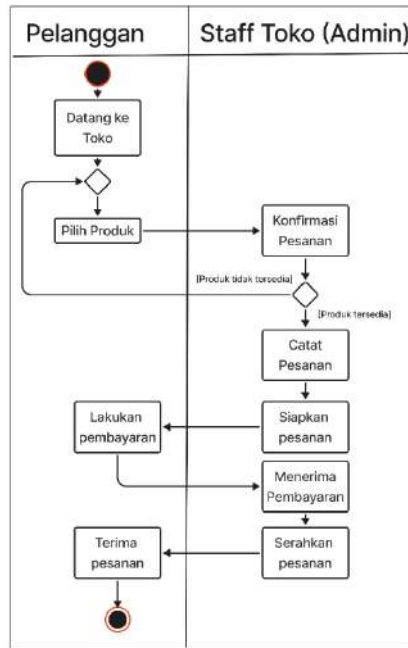 Pelanggan
Staff Toko (Admin)
Datang ke
Toko
Pilih Produk
Konfirmasi
Pesanan
[Produk tidak tersedia]
[Produk tersedia]
Catat
Pesanan
Siapkan
pesanan
Lakukan
pembayaran
Menerima
Pembayaran
Serahkan
pesanan
Terima
pesanan